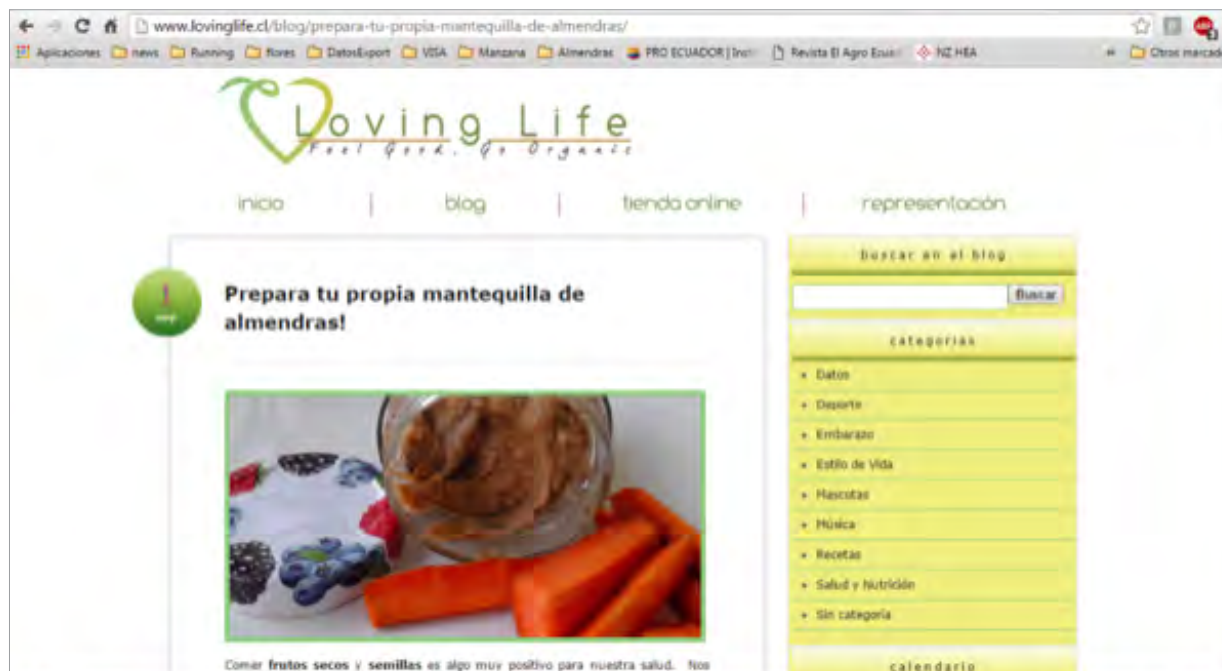 www.lovinglife.cl/blog/prepara-tu-propia-mantequilla-de-almendras/
Aplicaciones news Running flores DatosExport VISA Manzana Almendras PRO ECUADOR | Revista El Agro NZ HEA Otros marcad
Loving Life
Feel Good, Go Organic
inicio | blog | tienda online | representación
1
Prepara tu propia mantequilla de
almendras!
Comer frutos secos y semillas es algo muy positivo para nuestra salud. Nos
buscar en el blog
Buscar
categorias
Datos
Deporte
Embarazo
Estilo de Vida
Mascotas
Música
Recetas
Salud y Nutrición
Sin categoría
calendario